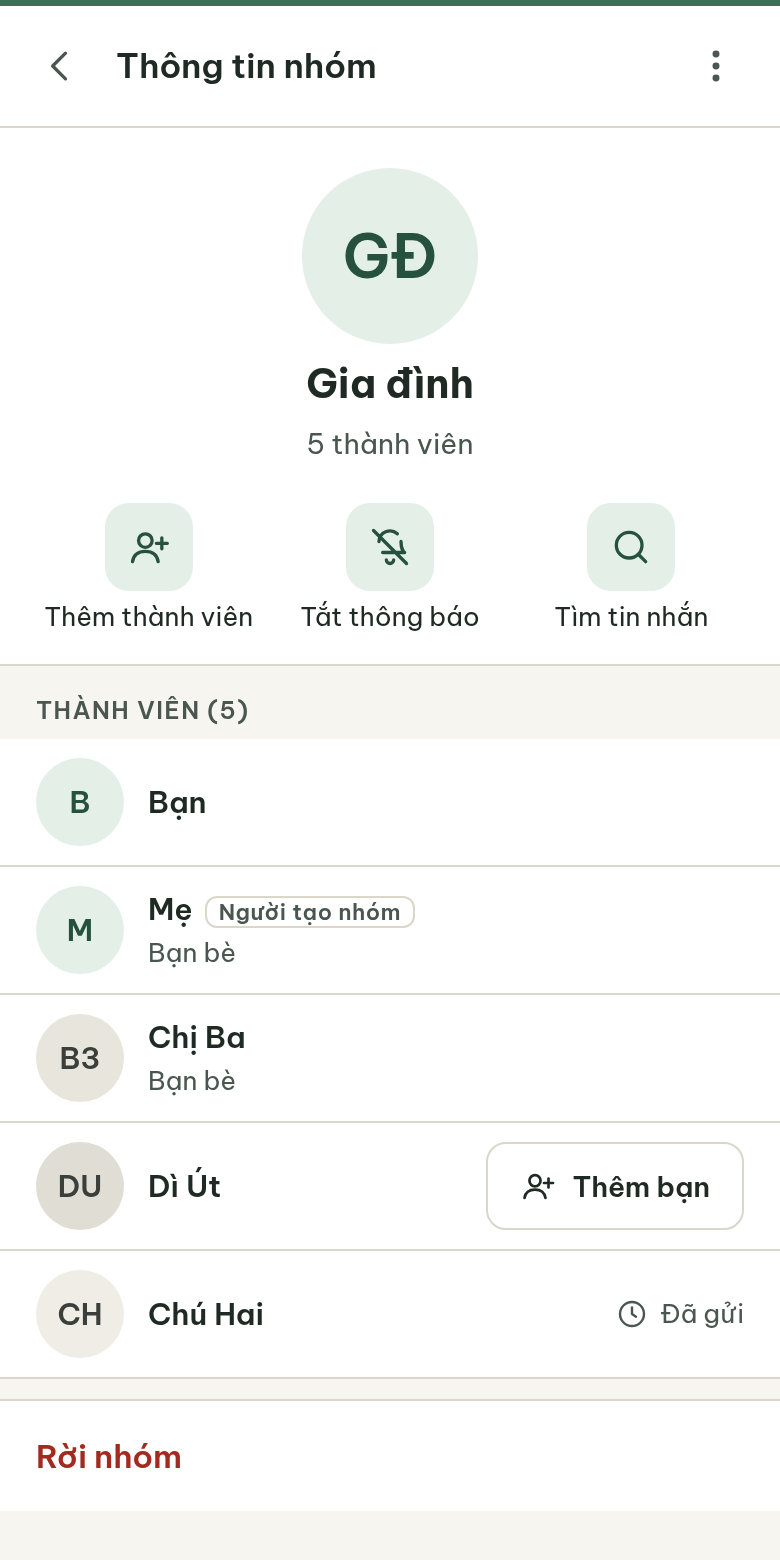 Thông tin nhóm
GĐ
Gia đình
5 thành viên
Thêm thành viên
Tắt thông báo
Tìm tin nhắn
THÀNH VIÊN (5)
B
Bạn
M
Mẹ
Người tạo nhóm
Bạn bè
B3
Chị Ba
Bạn bè
DU
Dì Út
Thêm bạn
CH
Chú Hai
Đã gửi
Rời nhóm